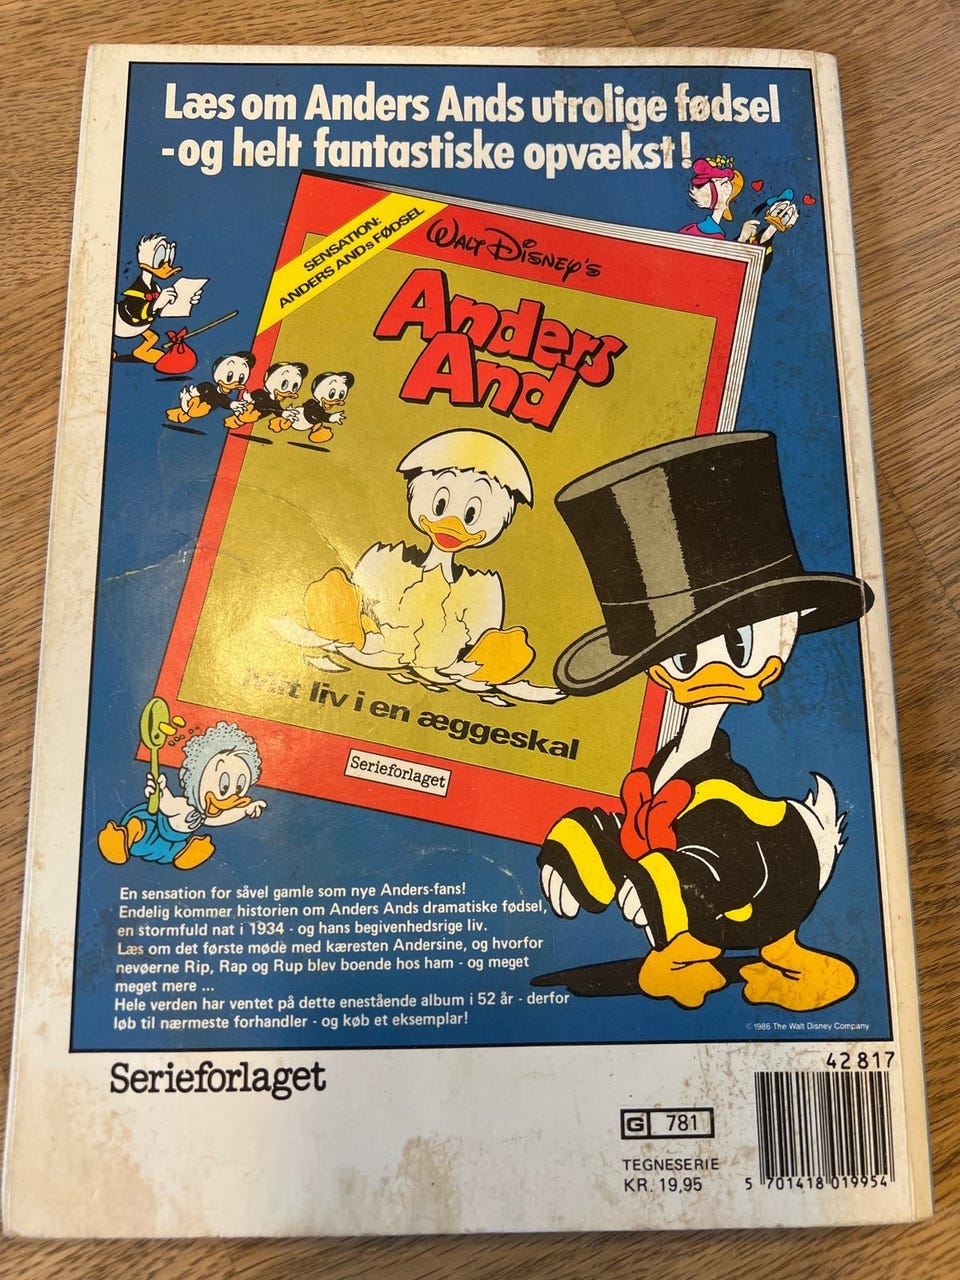 Læs om Anders Ands utrolige fødsel
-og helt fantastiske opvækst!
SENSATION:
ANDERS ANDs FØDSEL
WALT DISNEY'S
Anders
And
Mit liv i en æggeskal
Serieforlaget
En sensation for såvel gamle som nye Anders-fans!
Endelig kommer historien om Anders Ands dramatiske fødsel,
en stormfuld nat i 1934 - og hans begivenhedsrige liv.
Læs om det første møde med kæresten Andersine, og hvorfor
nevøerne Rip, Rap og Rup blev boende hos ham - og meget
meget mere ...
Hele verden har ventet på dette enestående album i 52 år - derfor
løb til nærmeste forhandler - og køb et eksemplar!
© 1986 The Walt Disney Company
Serieforlaget
42817
G 781
TEGNESERIE
KR. 19,95
5 701418 019954